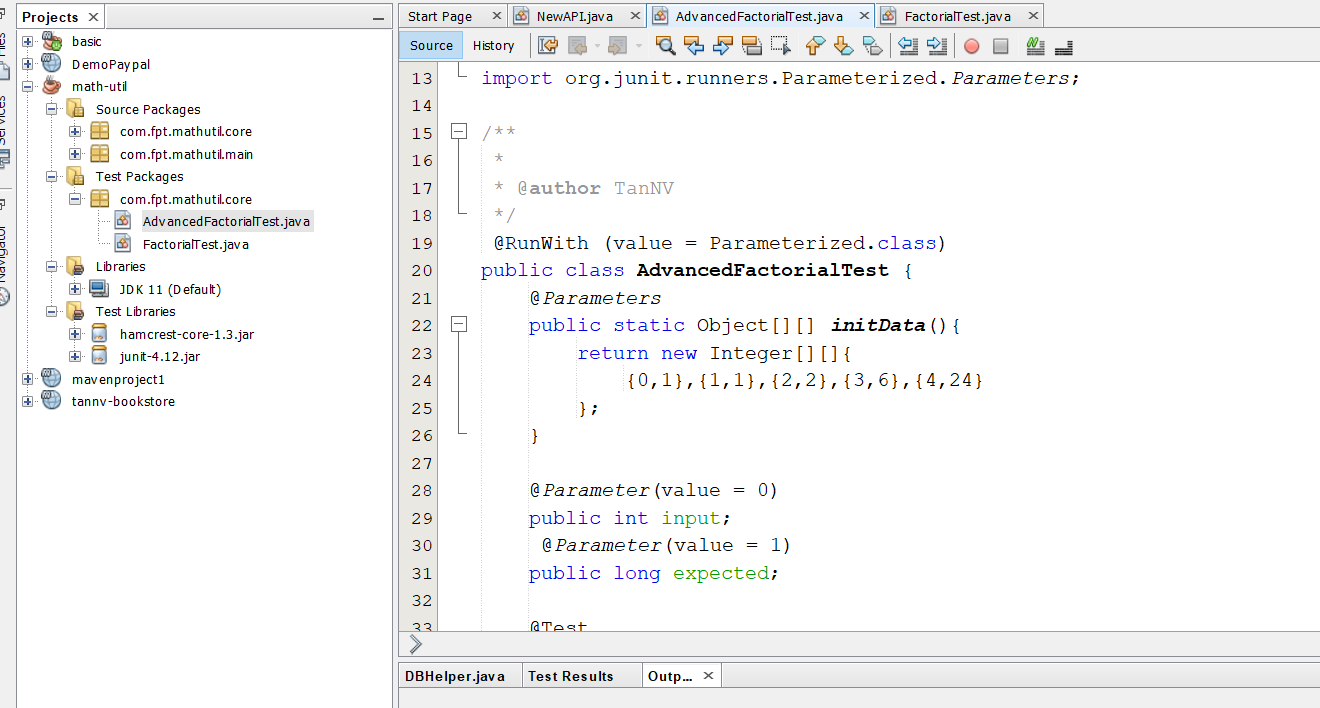 Projects
basic
DemoPaypal
math-util
Source Packages
com.fpt.mathutil.core
com.fpt.mathutil.main
Test Packages
com.fpt.mathutil.core
AdvancedFactorialTest.java
FactorialTest.java
Libraries
JDK 11 (Default)
Test Libraries
hamcrest-core-1.3.jar
junit-4.12.jar
mavenproject1
tannv-bookstore
Services
Navigator
Start Page NewAPI.java AdvancedFactorialTest.java FactorialTest.java
Source History
13 import org.junit.runners.Parameterized.Parameters;
14
15 /**
16 *
17 * @author TanNV
18 */
19 @RunWith (value = Parameterized.class)
20 public class AdvancedFactorialTest {
21 @Parameters
22 public static Object[][] initData(){
23 return new Integer[][]{
24 {0,1},{1,1},{2,2},{3,6},{4,24}
25 };
26 }
27
28 @Parameter(value = 0)
29 public int input;
30 @Parameter(value = 1)
31 public long expected;
32
33 @Test
DBHelper.java Test Results Outp...